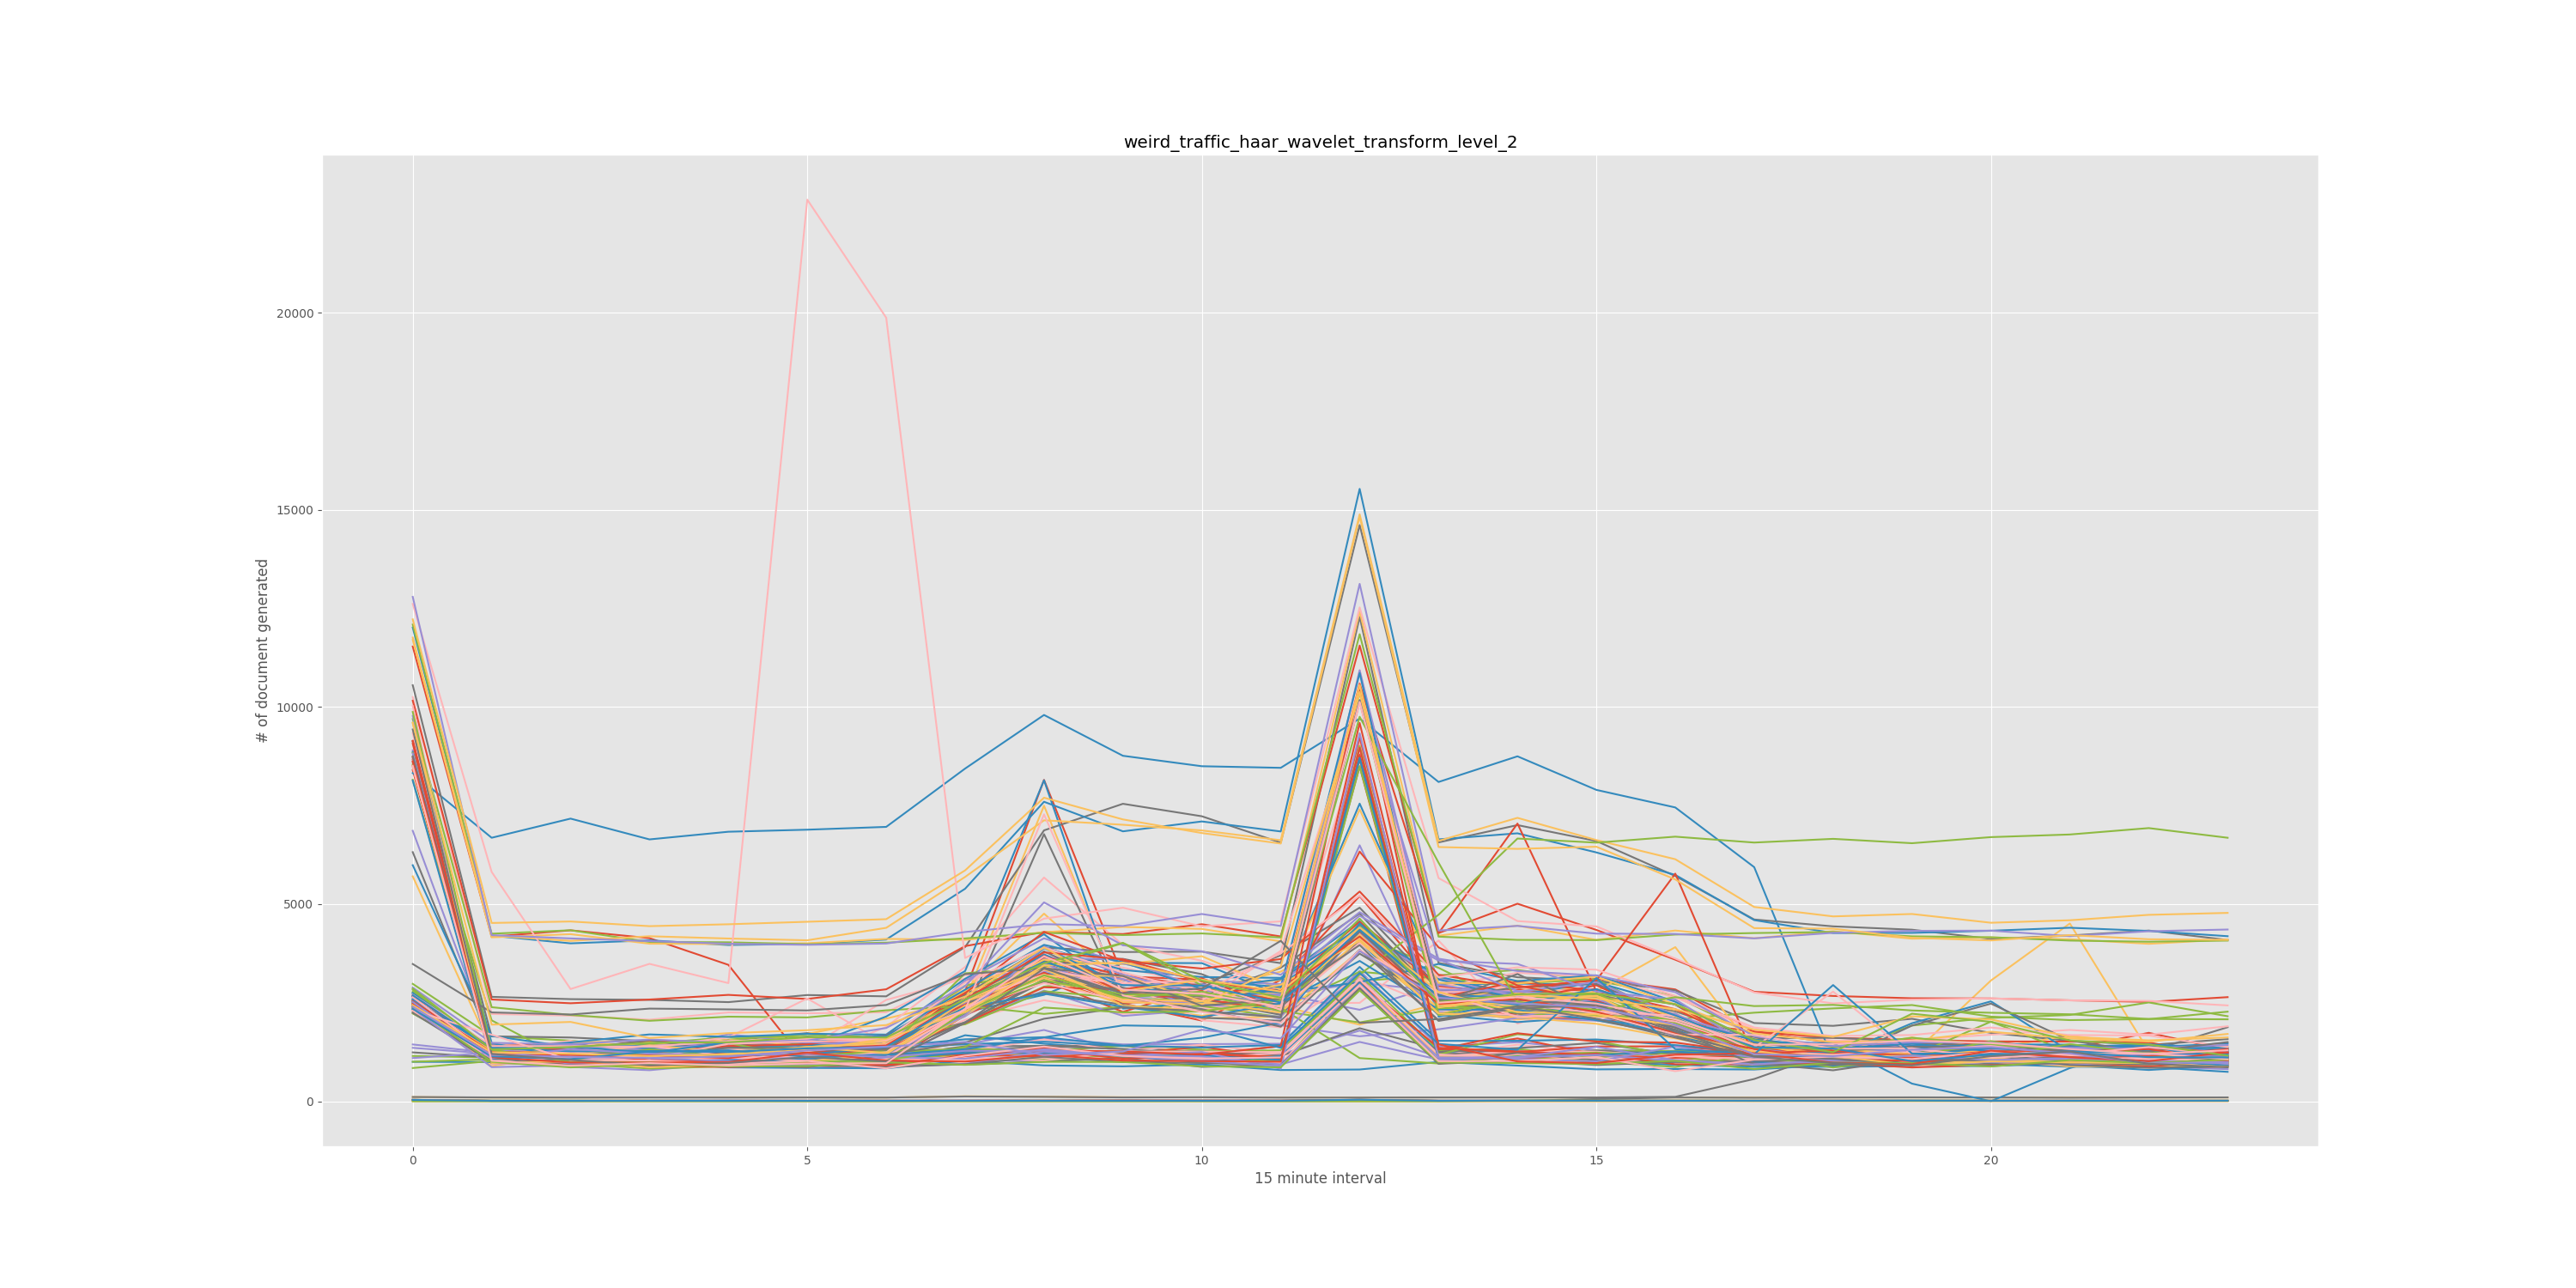 weird_traffic_haar_wavelet_transform_level_2
# of document generated
20000
15000
10000
5000
0
0 5 10 15 20
15 minute interval